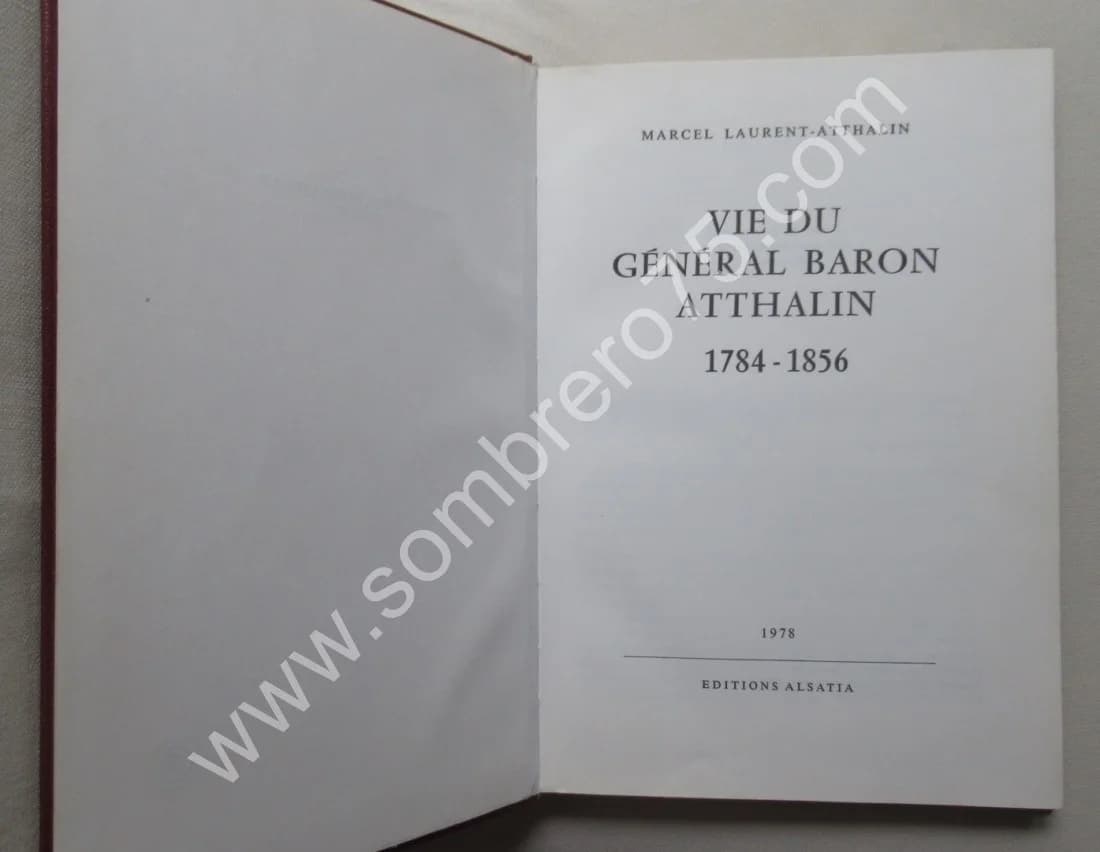 MARCEL LAURENT-ATTHALIN
VIE DU
GÉNÉRAL BARON
ATTHALIN
1784 - 1856
1978
EDITIONS ALSATIA
www.sombrero75.com